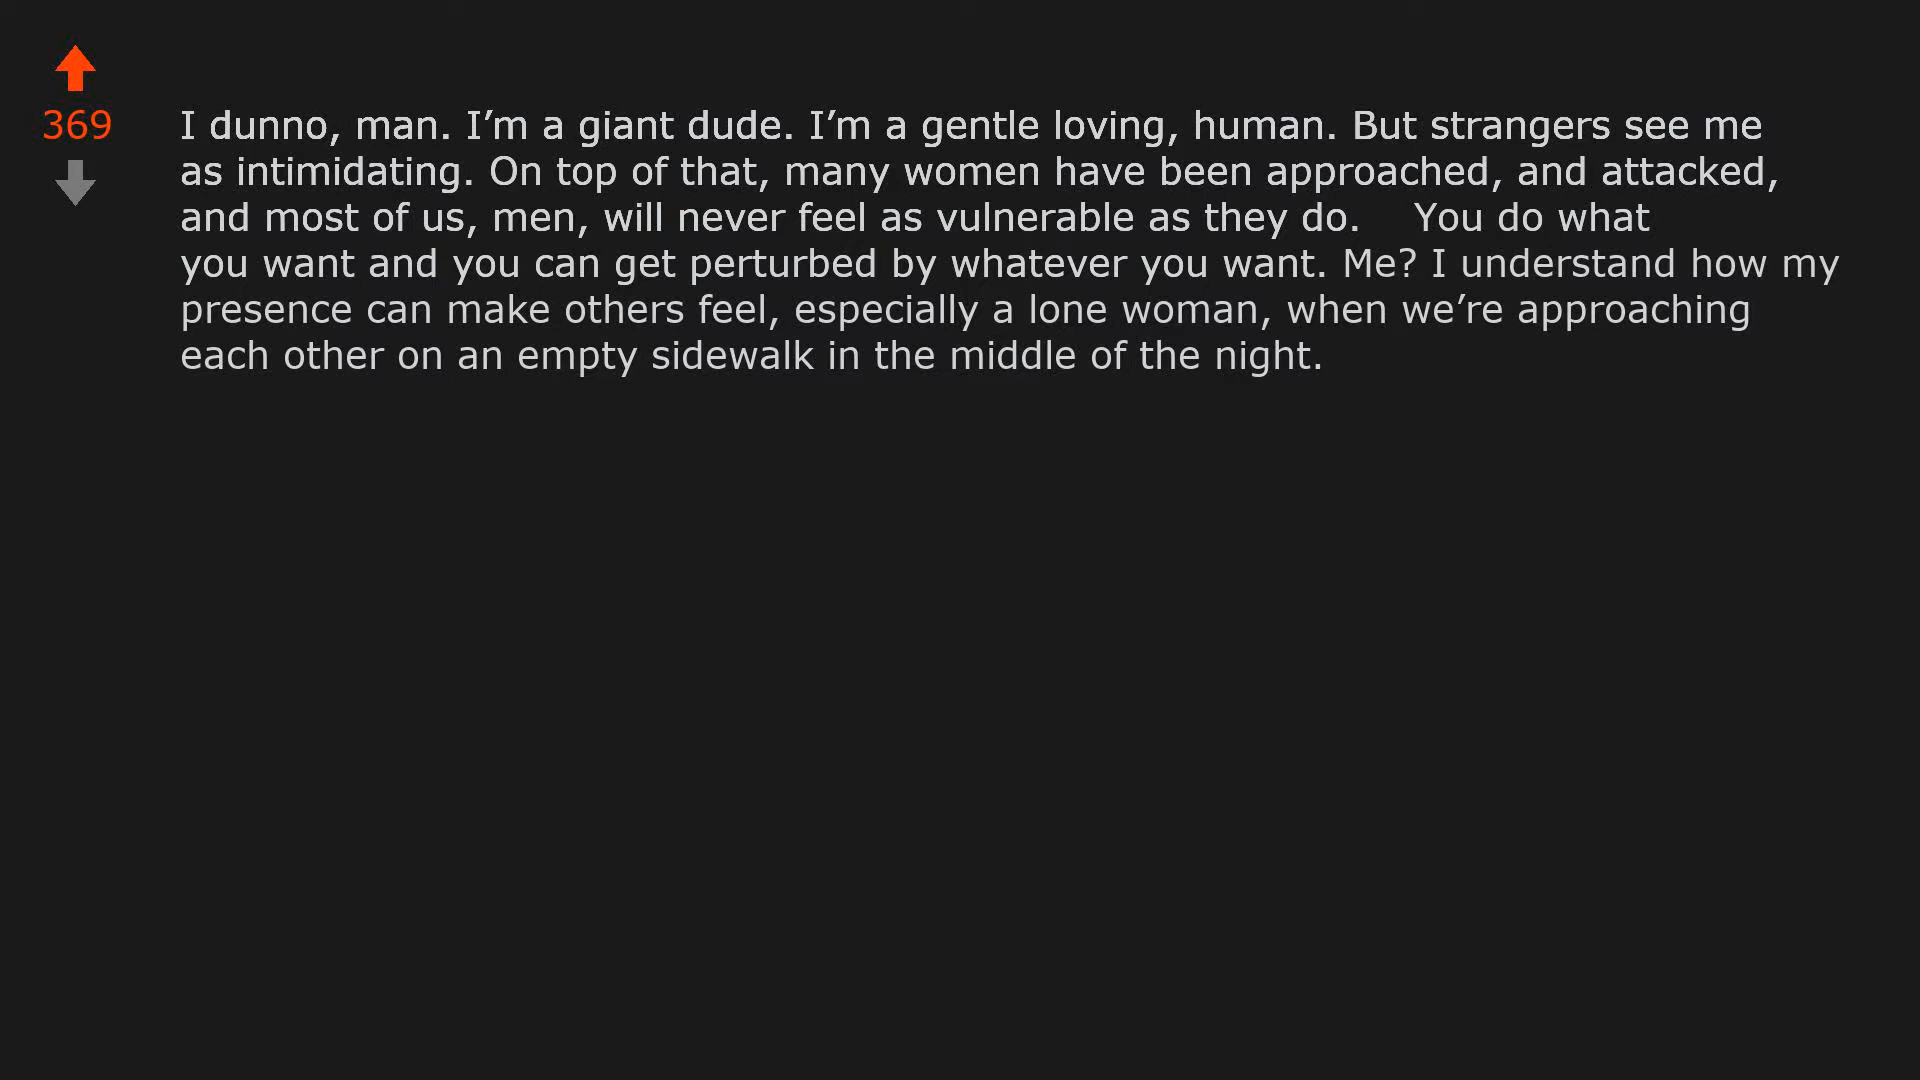 369
I dunno, man. I’m a giant dude. I’m a gentle loving, human. But strangers see me
as intimidating. On top of that, many women have been approached, and attacked,
and most of us, men, will never feel as vulnerable as they do.    You do what
you want and you can get perturbed by whatever you want. Me? I understand how my
presence can make others feel, especially a lone woman, when we’re approaching
each other on an empty sidewalk in the middle of the night.